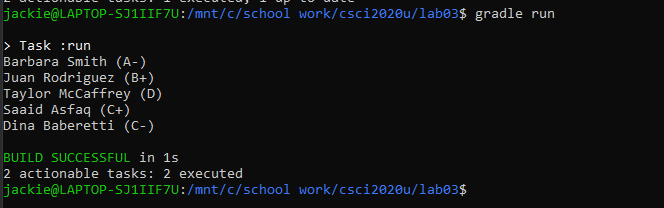 2 actionable tasks: 1 executed, 1 up-to-date
jackie@LAPTOP-SJ1IIF7U:/mnt/c/school work/csci2020u/lab03$ gradle run
> Task :run
Barbara Smith (A-)
Juan Rodriguez (B+)
Taylor McCaffrey (D)
Saaid Asfaq (C+)
Dina Baberetti (C-)
BUILD SUCCESSFUL in 1s
2 actionable tasks: 2 executed
jackie@LAPTOP-SJ1IIF7U:/mnt/c/school work/csci2020u/lab03$